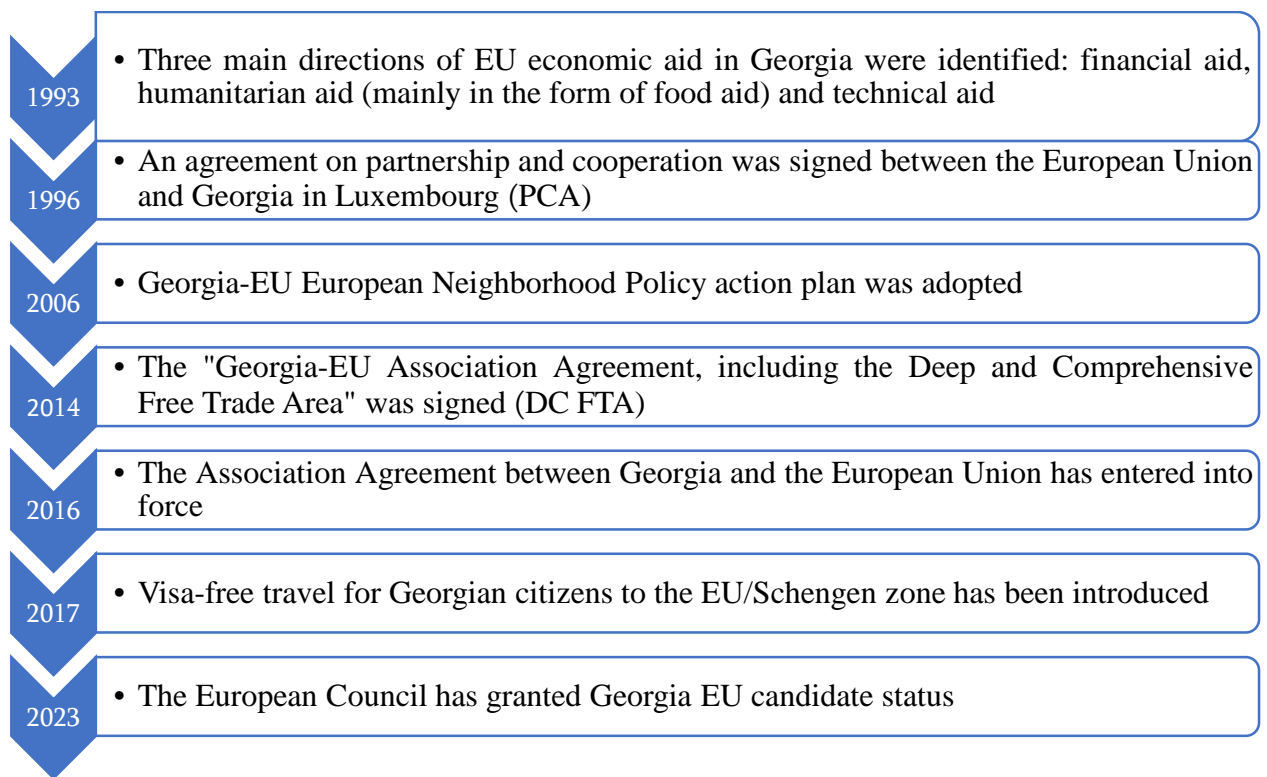 1993
• Three main directions of EU economic aid in Georgia were identified: financial aid,
humanitarian aid (mainly in the form of food aid) and technical aid
1996
• An agreement on partnership and cooperation was signed between the European Union
and Georgia in Luxembourg (PCA)
2006
• Georgia-EU European Neighborhood Policy action plan was adopted
2014
• The "Georgia-EU Association Agreement, including the Deep and Comprehensive
Free Trade Area" was signed (DC FTA)
2016
• The Association Agreement between Georgia and the European Union has entered into
force
2017
• Visa-free travel for Georgian citizens to the EU/Schengen zone has been introduced
2023
• The European Council has granted Georgia EU candidate status